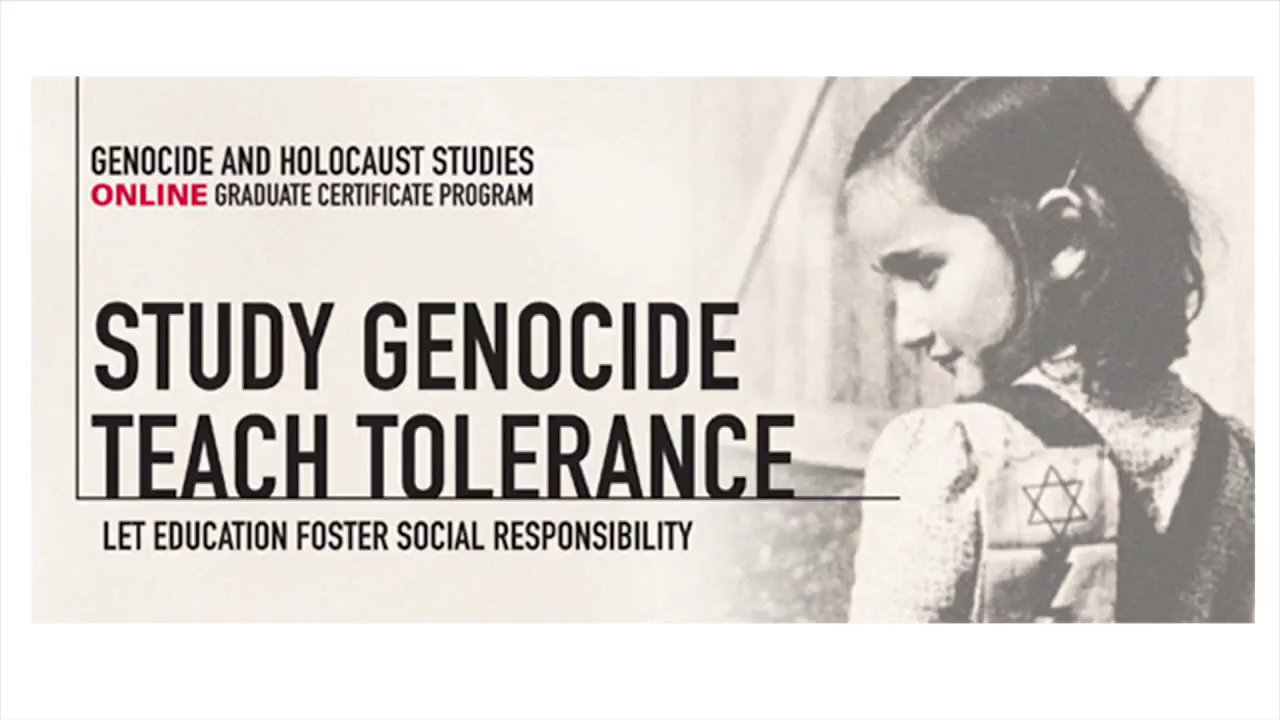 GENOCIDE AND HOLOCAUST STUDIES
ONLINE GRADUATE CERTIFICATE PROGRAM
STUDY GENOCIDE
TEACH TOLERANCE
LET EDUCATION FOSTER SOCIAL RESPONSIBILITY